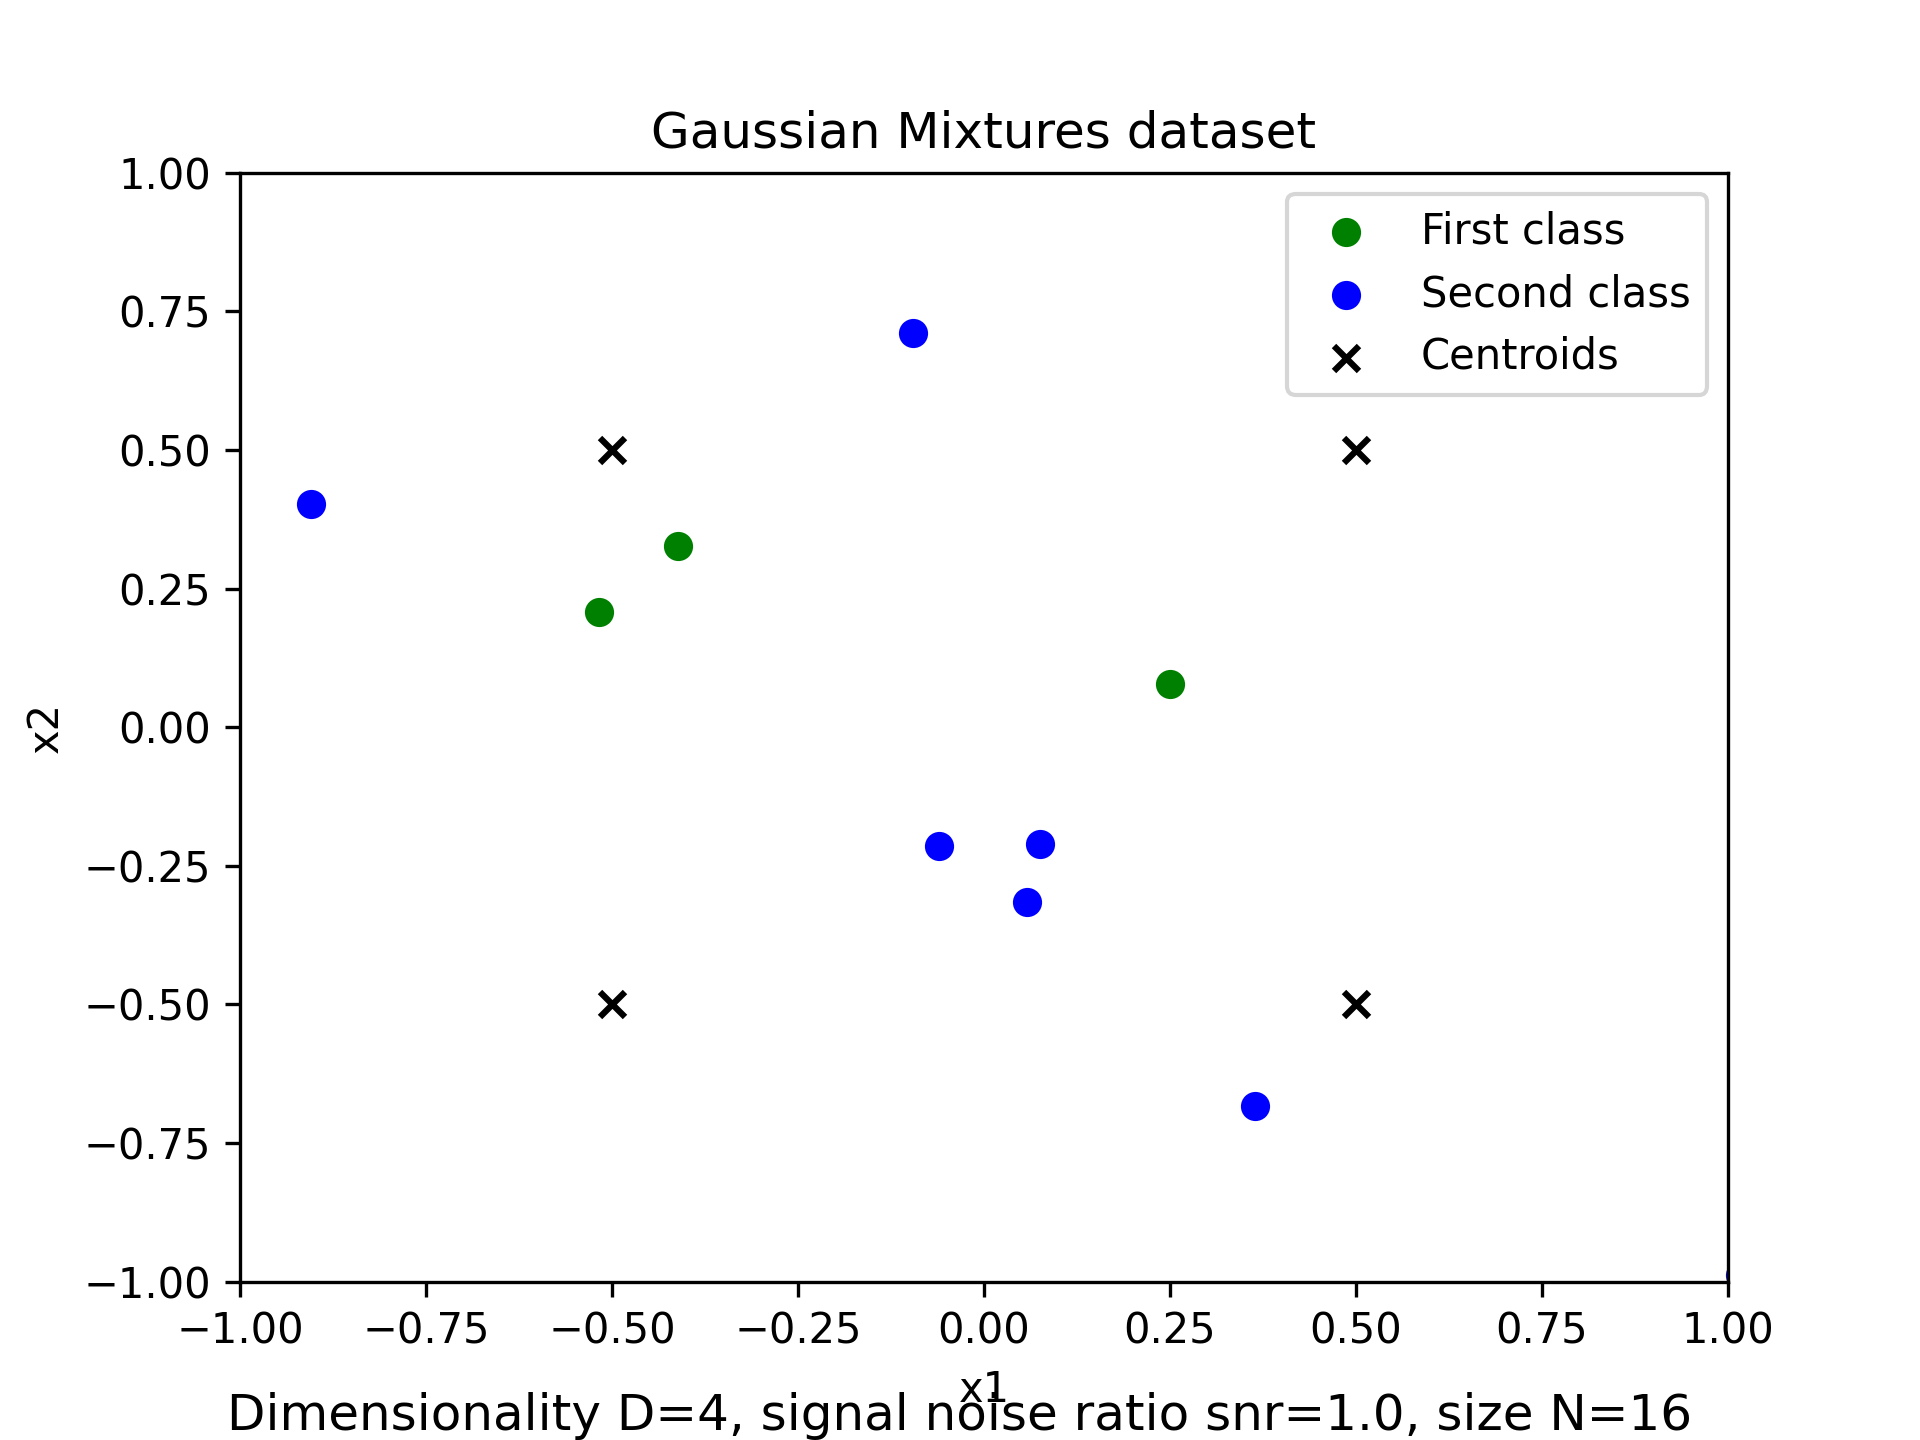 Gaussian Mixtures dataset
First class
Second class
Centroids
1.00
0.75
0.50
0.25
0.00
−0.25
−0.50
−0.75
−1.00
x2
−1.00 −0.75 −0.50 −0.25 0.00 0.25 0.50 0.75 1.00
x1
Dimensionality D=4, signal noise ratio snr=1.0, size N=16